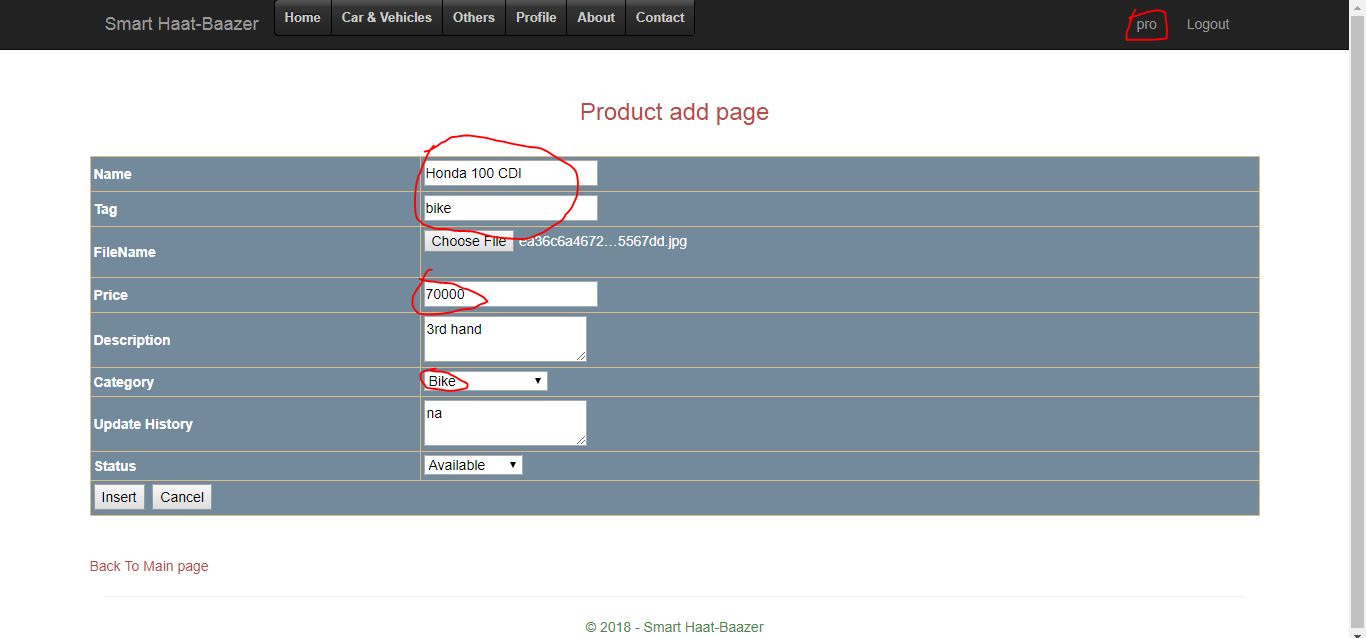 Smart Haat-Baazer Home Car & Vehicles Others Profile About Contact pro Logout
Product add page
Name Honda 100 CDI
Tag bike
FileName Choose File ea36c6a4672...5567dd.jpg
Price 70000
Description 3rd hand
Category Bike
Update History na
Status Available
Insert Cancel
Back To Main page
© 2018 - Smart Haat-Baazer